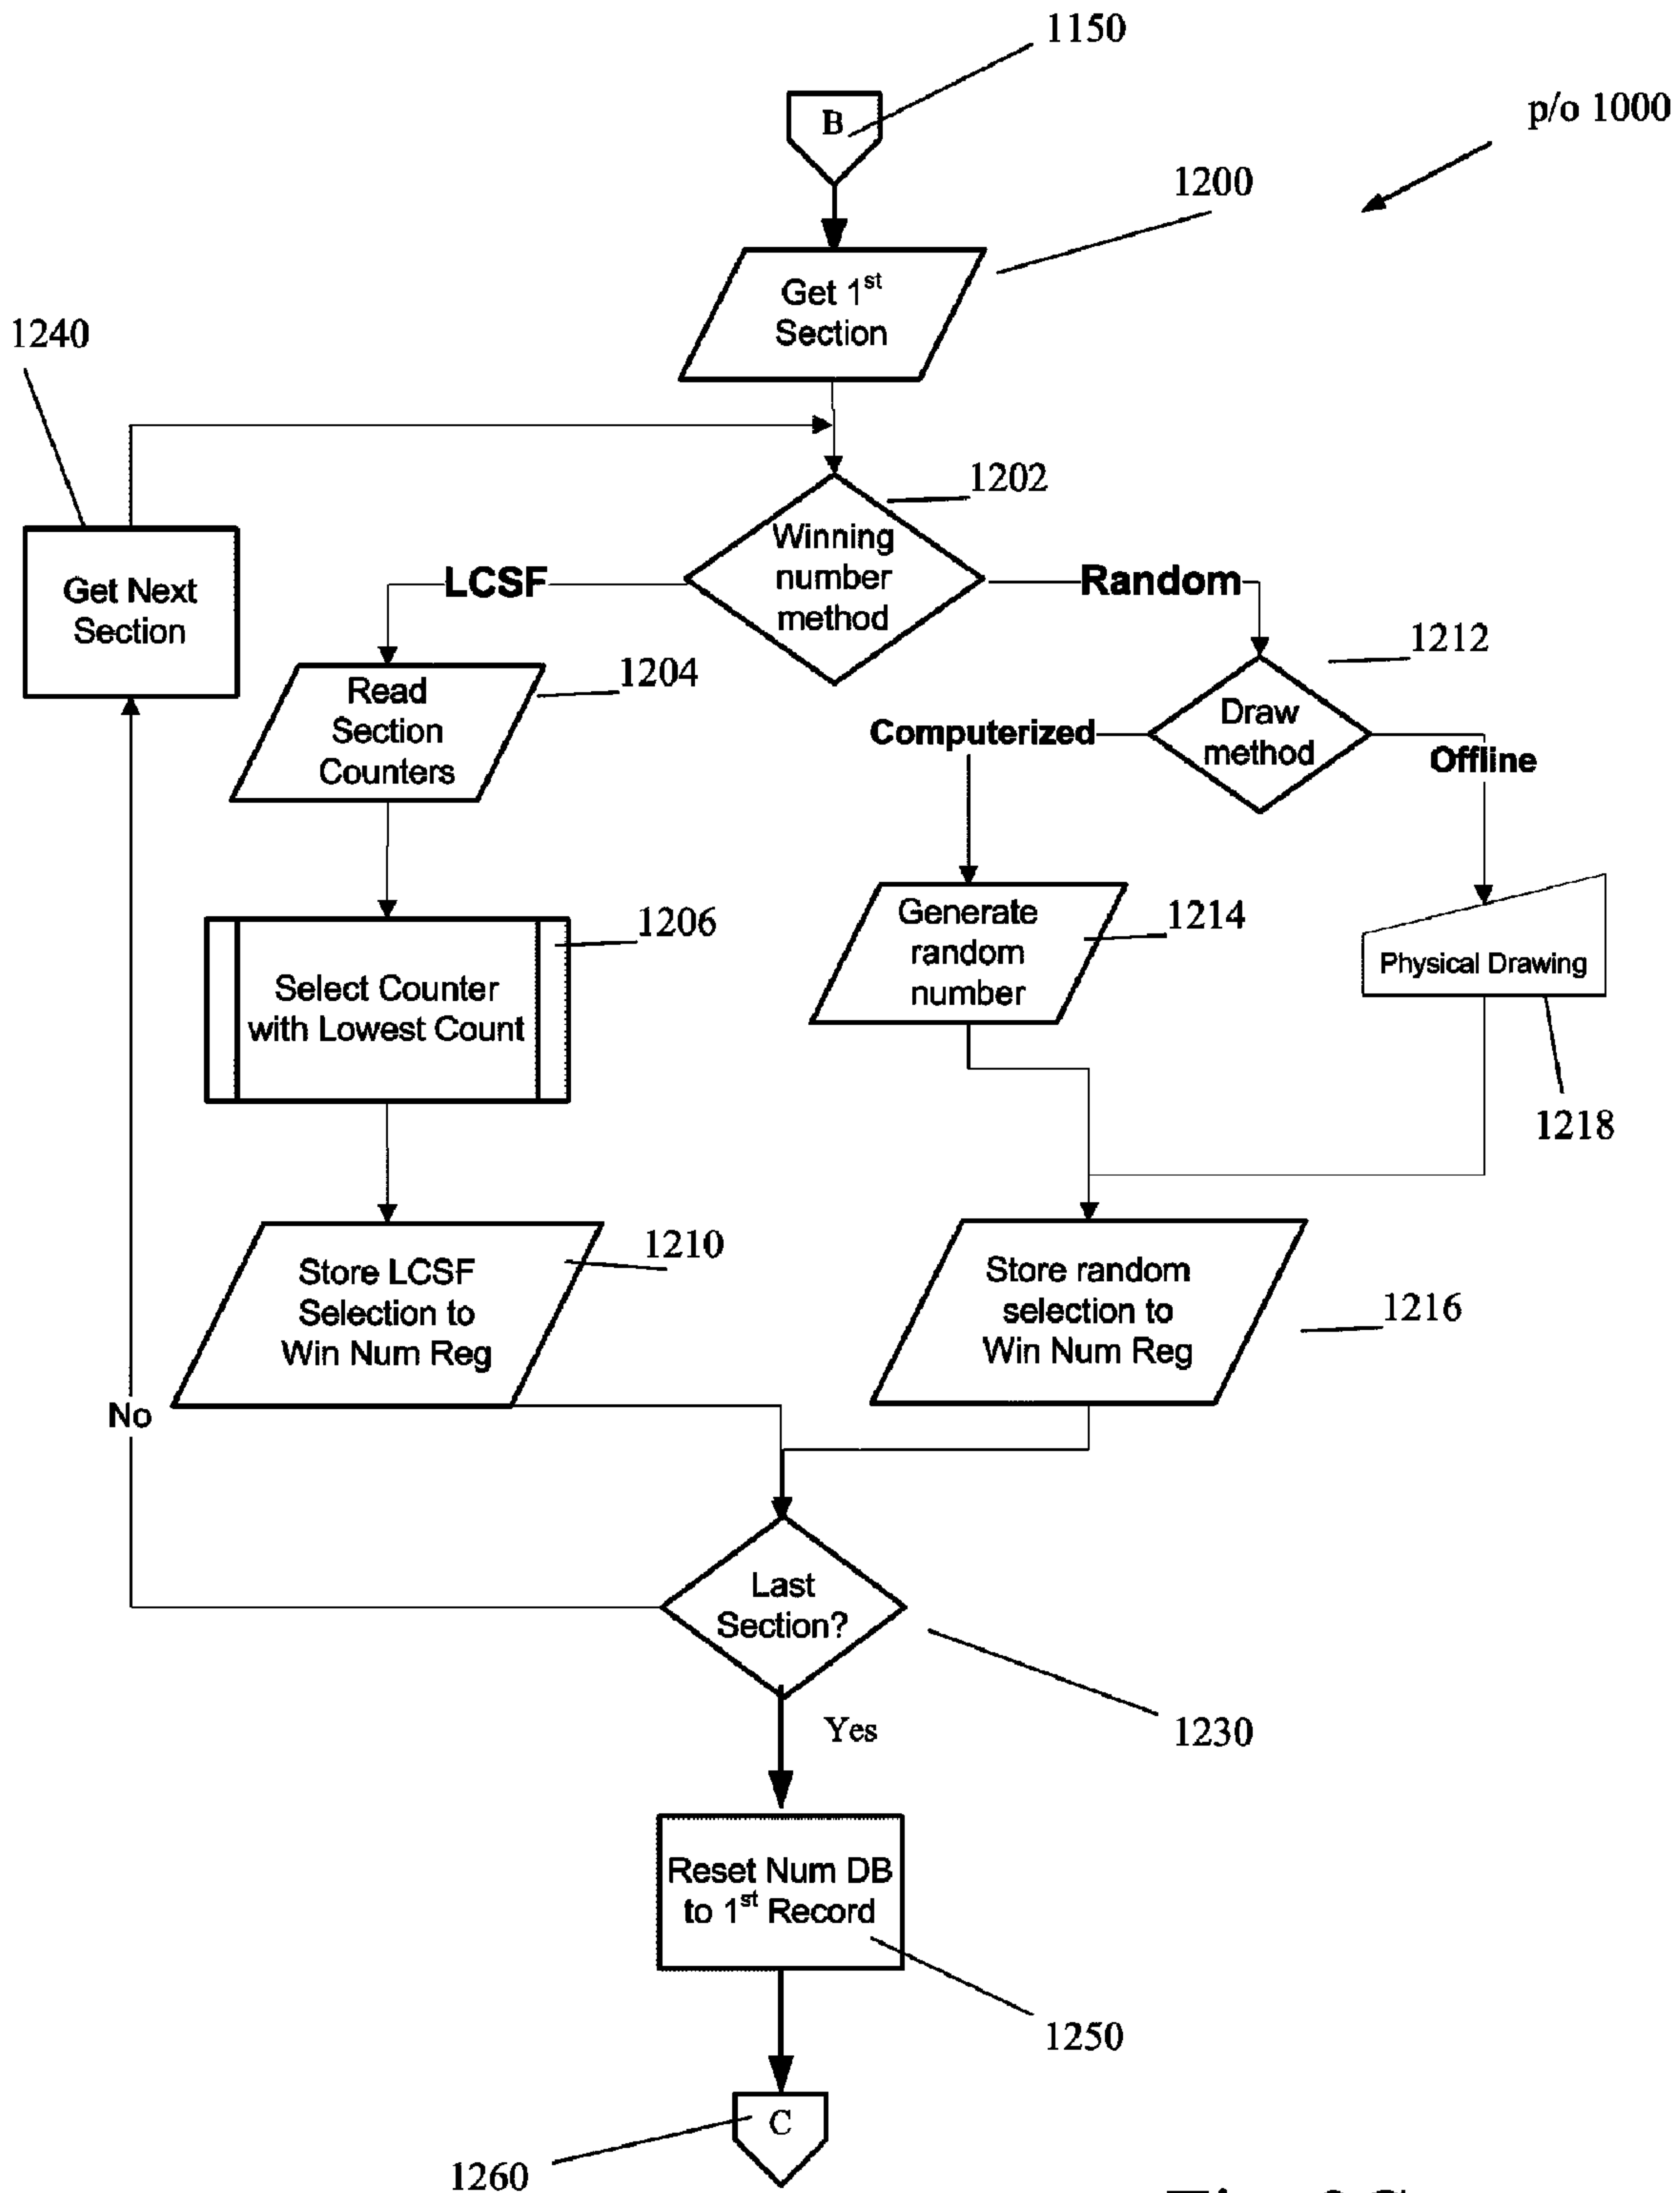 1150
B
p/o 1000
1200
Get 1st
Section
1240
1202
Winning
number
method
LCSF
Random
Get Next
Section
1212
1204
Read
Section
Counters
Draw
method
Computerized
Offline
1206
Generate
random
number
1214
Physical Drawing
Select Counter
with Lowest Count
1218
1210
Store LCSF
Selection to
Win Num Reg
Store random
selection to
Win Num Reg
1216
No
Last
Section?
Yes
1230
Reset Num DB
to 1st Record
1250
C
1260